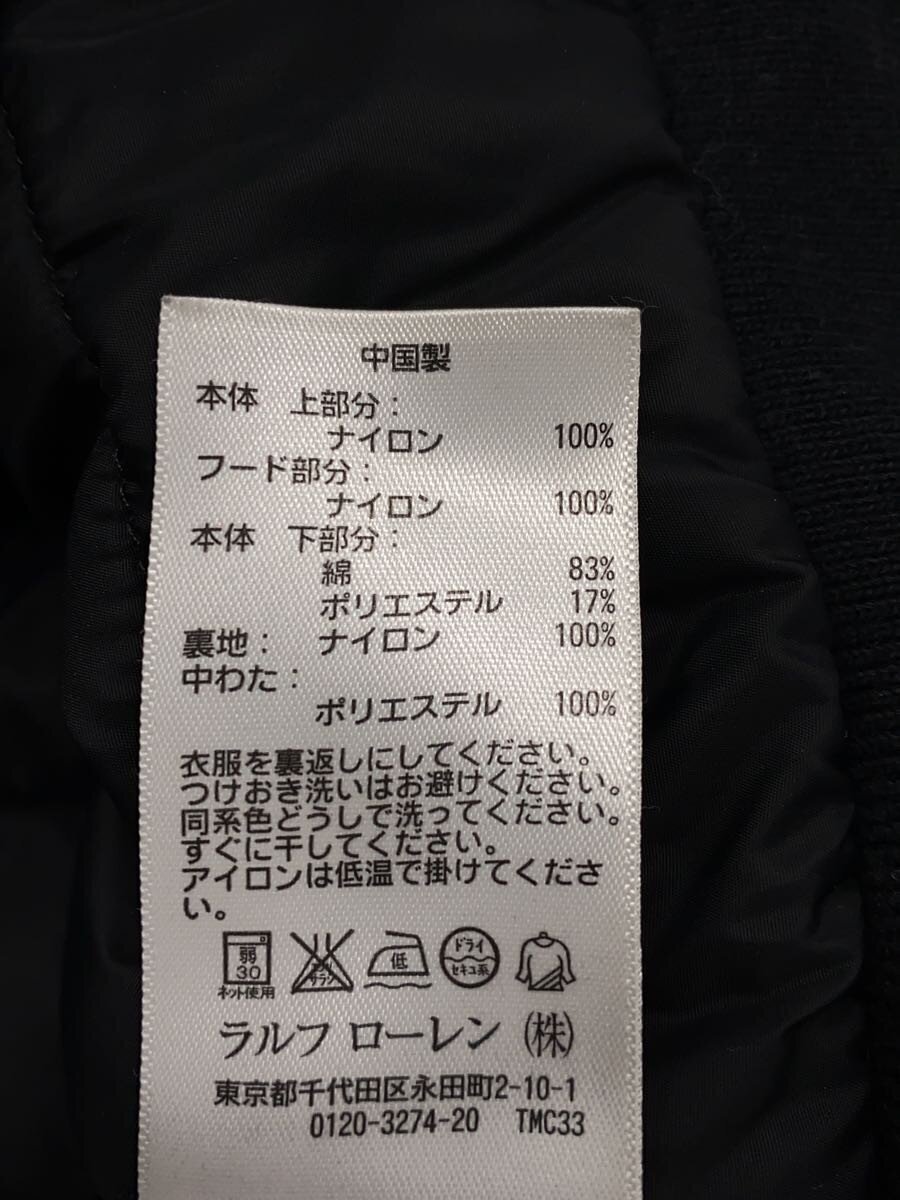 中国製
本体 上部分:
ナイロン 100%
フード部分:
ナイロン 100%
本体 下部分:
綿 83%
ポリエステル 17%
裏地: ナイロン 100%
中わた:
ポリエステル 100%
衣服を裏返しにしてください。
つけおき洗いはお避けください。
同系色どうしで洗ってください。
すぐに干してください。
アイロンは低温で掛けてくださ
い。
弱 低 ドライ
30 サラシ セキユ系
ネット使用
ラルフ ローレン (株)
東京都千代田区永田町2-10-1
0120-3274-20 TMC33